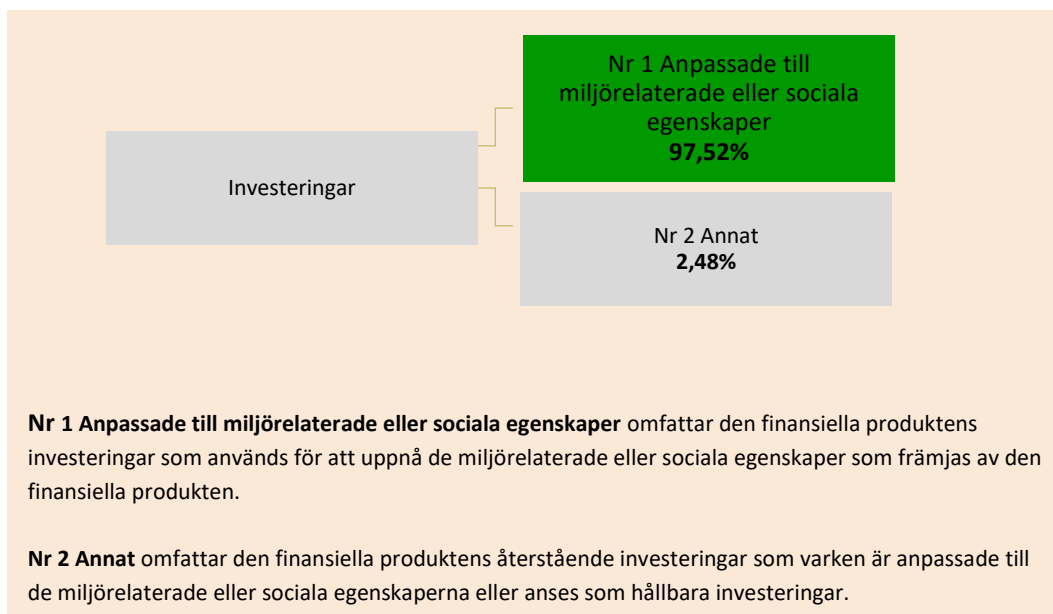 Nr 1 Anpassade till
miljörelaterade eller sociala
egenskaper
97,52%
Investeringar
Nr 2 Annat
2,48%
Nr 1 Anpassade till miljörelaterade eller sociala egenskaper omfattar den finansiella produktens
investeringar som används för att uppnå de miljörelaterade eller sociala egenskaper som främjas av den
finansiella produkten.
Nr 2 Annat omfattar den finansiella produktens återstående investeringar som varken är anpassade till
de miljörelaterade eller sociala egenskaperna eller anses som hållbara investeringar.